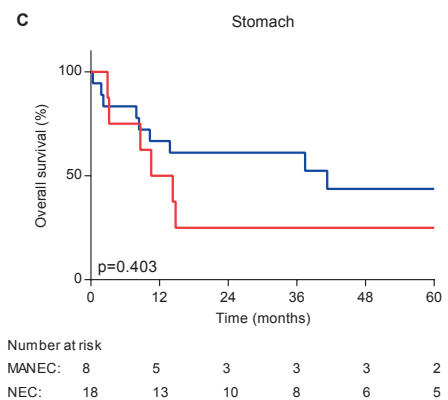 C
Stomach
100
50
0
Overall survival (%)
p=0.403
0 12 24 36 48 60
Time (months)
Number at risk
MANEC: 8 5 3 3 3 2
NEC: 18 13 10 8 6 5